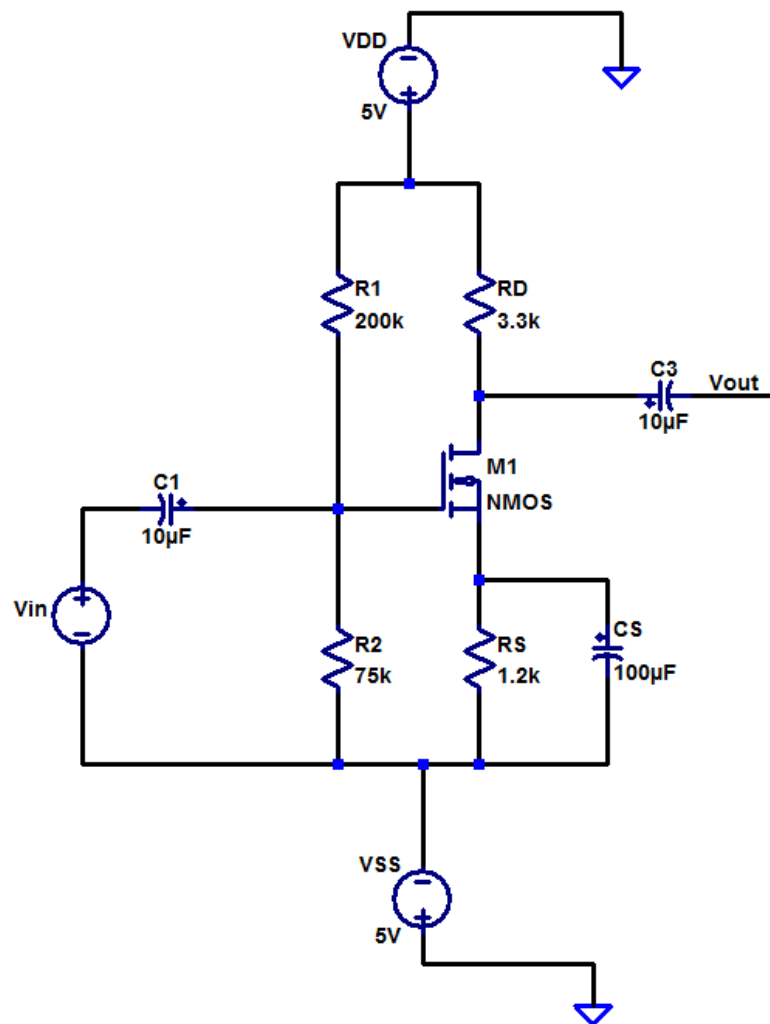 VDD
5V
R1
200k
RD
3.3k
C3
10µF
Vout
M1
NMOS
C1
10µF
Vin
R2
75k
RS
1.2k
CS
100µF
VSS
5V